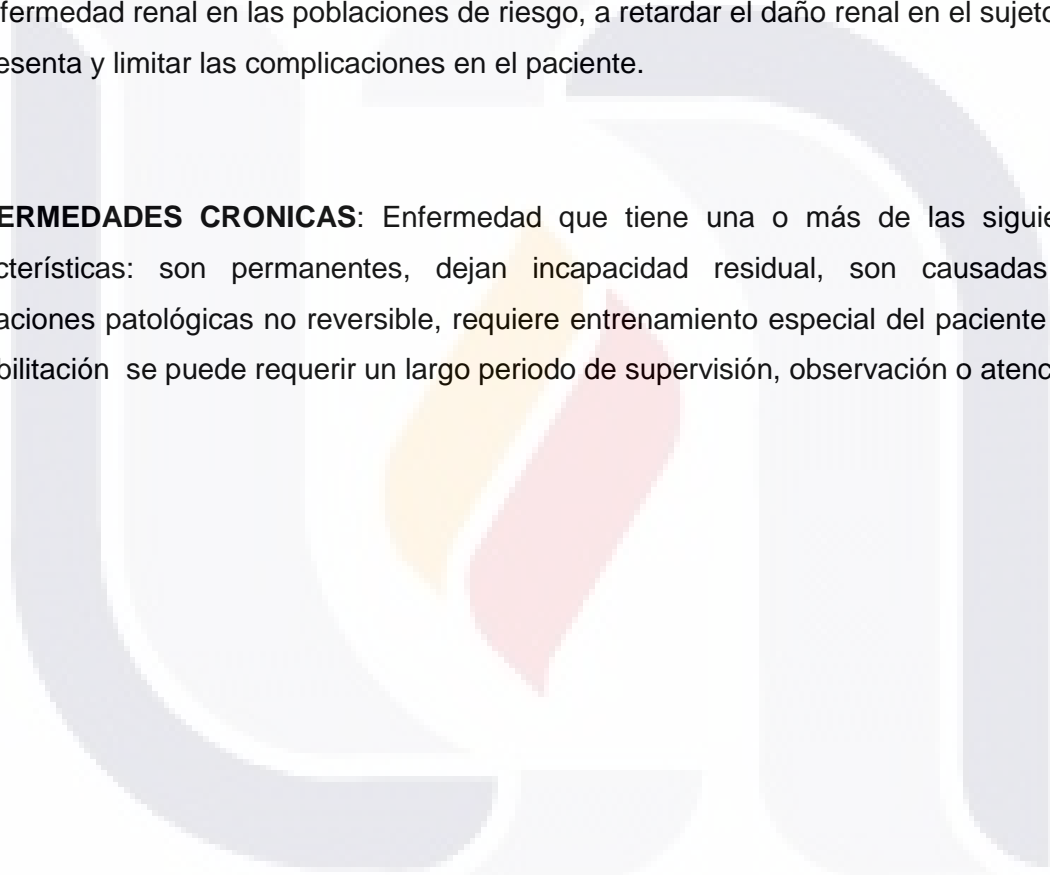 fermedad renal en las poblaciones de riesgo, a retardar el daño renal en el sujeto
esenta y limitar las complicaciones en el paciente.
ERMEDADES CRONICAS: Enfermedad que tiene una o más de las siguie
cterísticas: son permanentes, dejan incapacidad residual, son causadas
aciones patológicas no reversible, requiere entrenamiento especial del paciente
bilitación se puede requerir un largo periodo de supervisión, observación o atenc